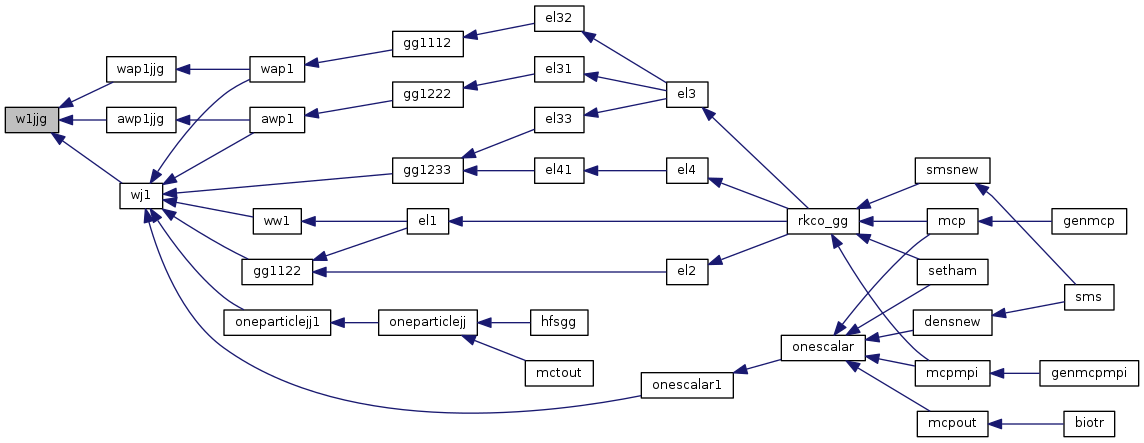 w1jjg
wap1jjg
awp1jjg
wj1
wap1
awp1
ww1
gg1122
oneparticlejj1
gg1112
gg1222
gg1233
el1
oneparticlejj
el32
el31
el33
el41
hfsgg
mctout
el3
el4
el2
onescalar1
rkco_gg
onescalar
smsnew
mcp
setham
densnew
mcpmpi
mcpout
genmcp
sms
genmcpmpi
biotr